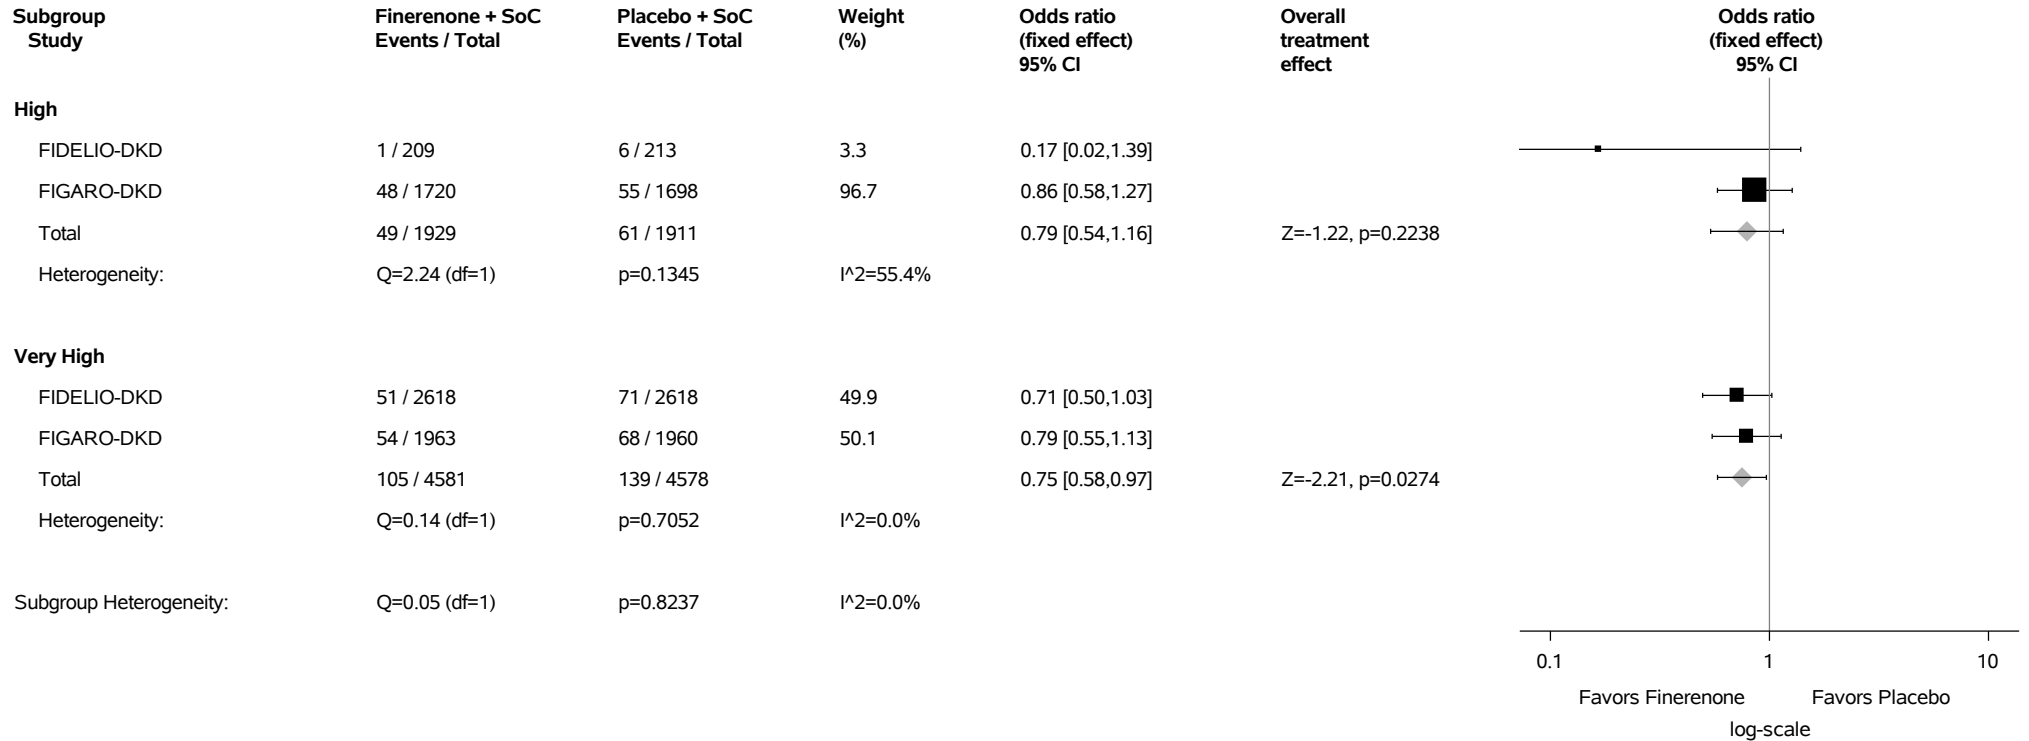 Subgroup Finerenone + SoC Placebo + SoC Weight Odds ratio Overall Odds ratio
Study Events / Total Events / Total (%) (fixed effect) treatment (fixed effect)
95% CI effect 95% CI
High
FIDELIO-DKD 1 / 209 6 / 213 3.3 0.17 [0.02,1.39]
FIGARO-DKD 48 / 1720 55 / 1698 96.7 0.86 [0.58,1.27]
Total 49 / 1929 61 / 1911 0.79 [0.54,1.16] Z=-1.22, p=0.2238
Heterogeneity: Q=2.24 (df=1) p=0.1345 I^2=55.4%
Very High
FIDELIO-DKD 51 / 2618 71 / 2618 49.9 0.71 [0.50,1.03]
FIGARO-DKD 54 / 1963 68 / 1960 50.1 0.79 [0.55,1.13]
Total 105 / 4581 139 / 4578 0.75 [0.58,0.97] Z=-2.21, p=0.0274
Heterogeneity: Q=0.14 (df=1) p=0.7052 I^2=0.0%
Subgroup Heterogeneity: Q=0.05 (df=1) p=0.8237 I^2=0.0%
0.1 1 10
Favors Finerenone Favors Placebo
log-scale